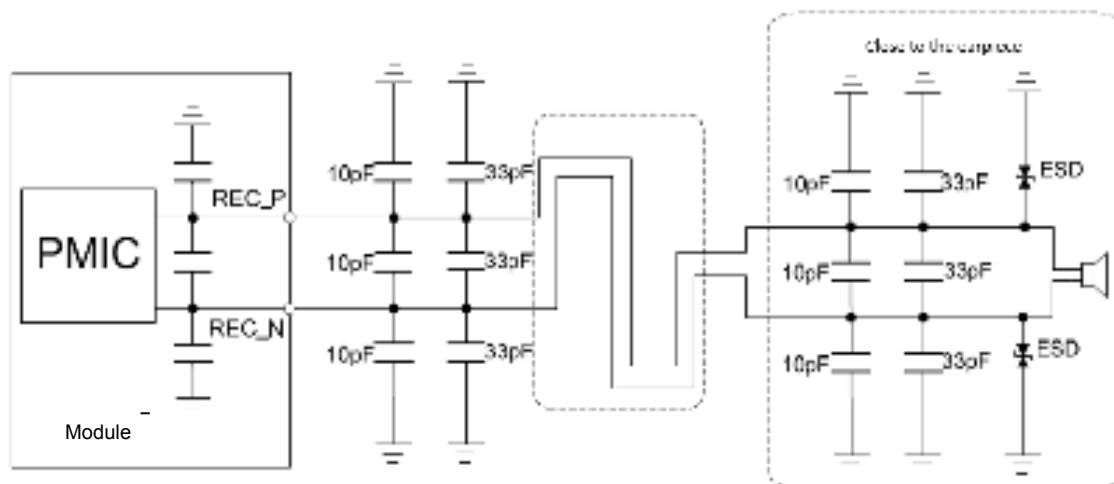 Close to the earpiece
10pF
33pF
ESD
REC_P
10pF
33pF
PMIC
10pF
33pF
10pF
33pF
REC_N
10pF
33pF
10pF
33pF
ESD
Module